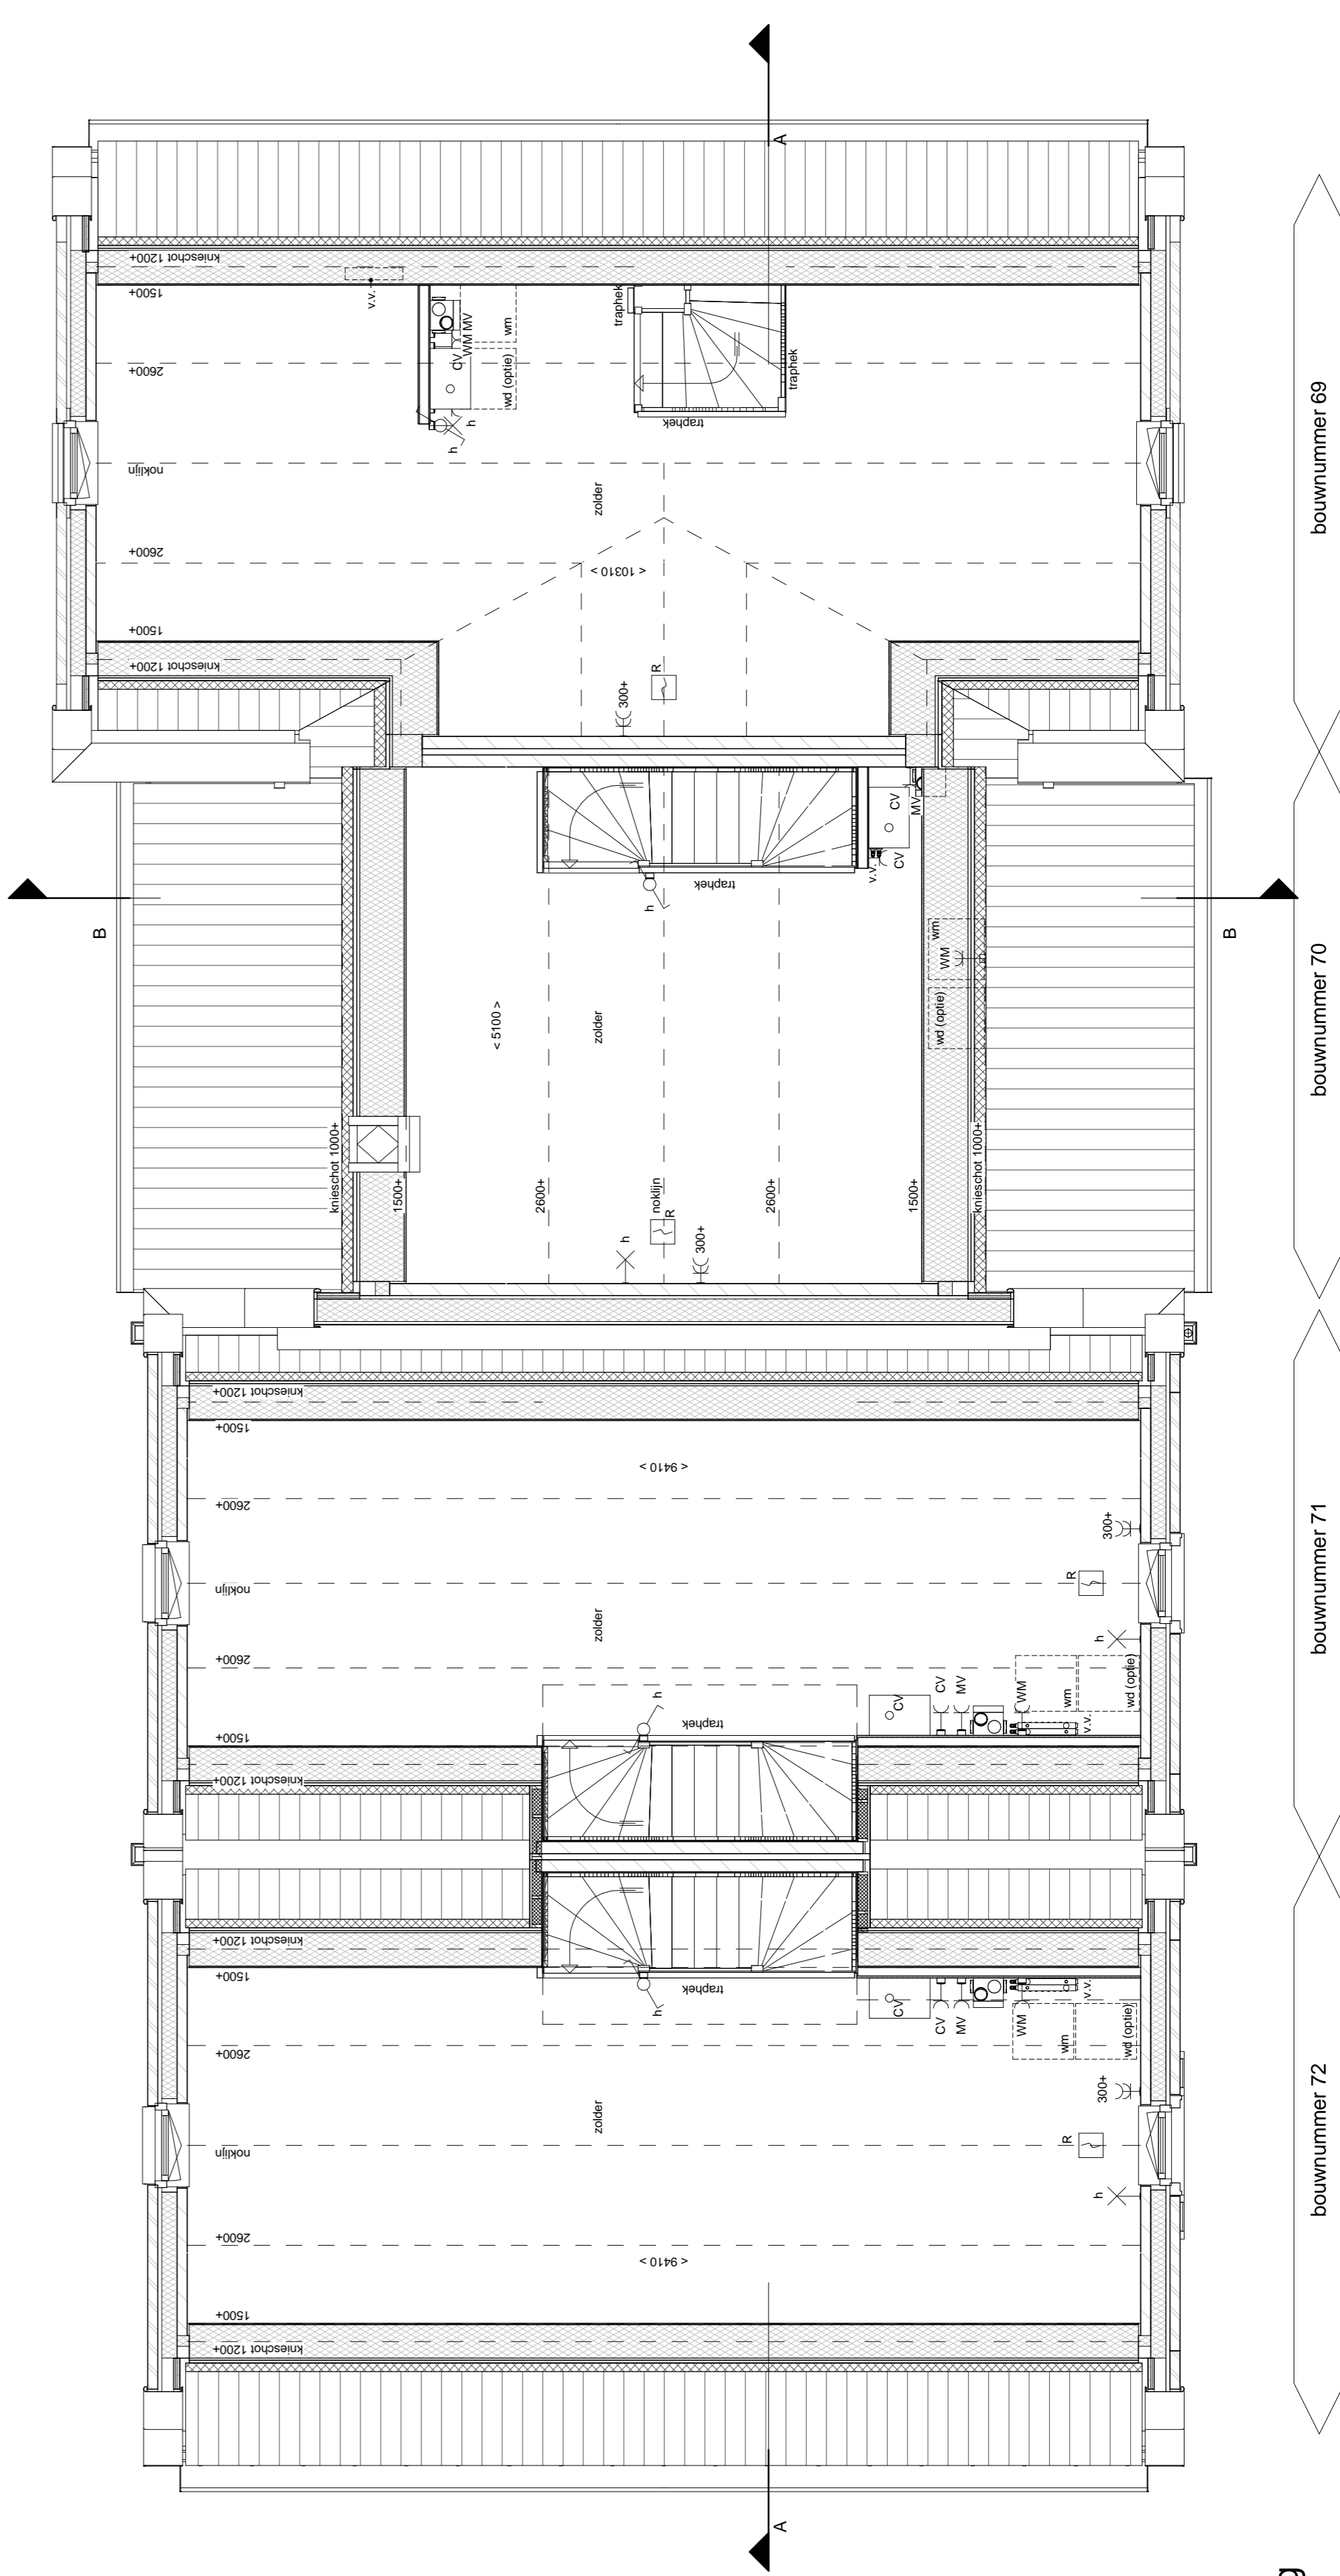 A
knieschot 1200+
1500+
v.v.
2600+
CV
WM MV
wm
wd (optie)
h
h
traphek
traphek
traphek
noklijn
zolder
2600+
< 10310 >
1500+
knieschot 1200+
300+
R
bouwnummer 69
CV
MV
v.v.
CV
traphek
h
B
B
wm
WM
wd (optie)
< 5100 >
zolder
knieschot 1000+
1500+
2600+
noklijn
R
2600+
1500+
knieschot 1000+
h
300+
bouwnummer 70
knieschot 1200+
1500+
< 9410 >
2600+
300+
noklijn
R
zolder
h
2600+
wd (optie)
wm
WM
CV
MV
CV
v.v.
h
traphek
1500+
knieschot 1200+
bouwnummer 71
knieschot 1200+
1500+
traphek
h
CV
CV
MV
WM
v.v.
wm
wd (optie)
2600+
300+
zolder
R
noklijn
h
2600+
< 9410 >
1500+
knieschot 1200+
bouwnummer 72
A
g